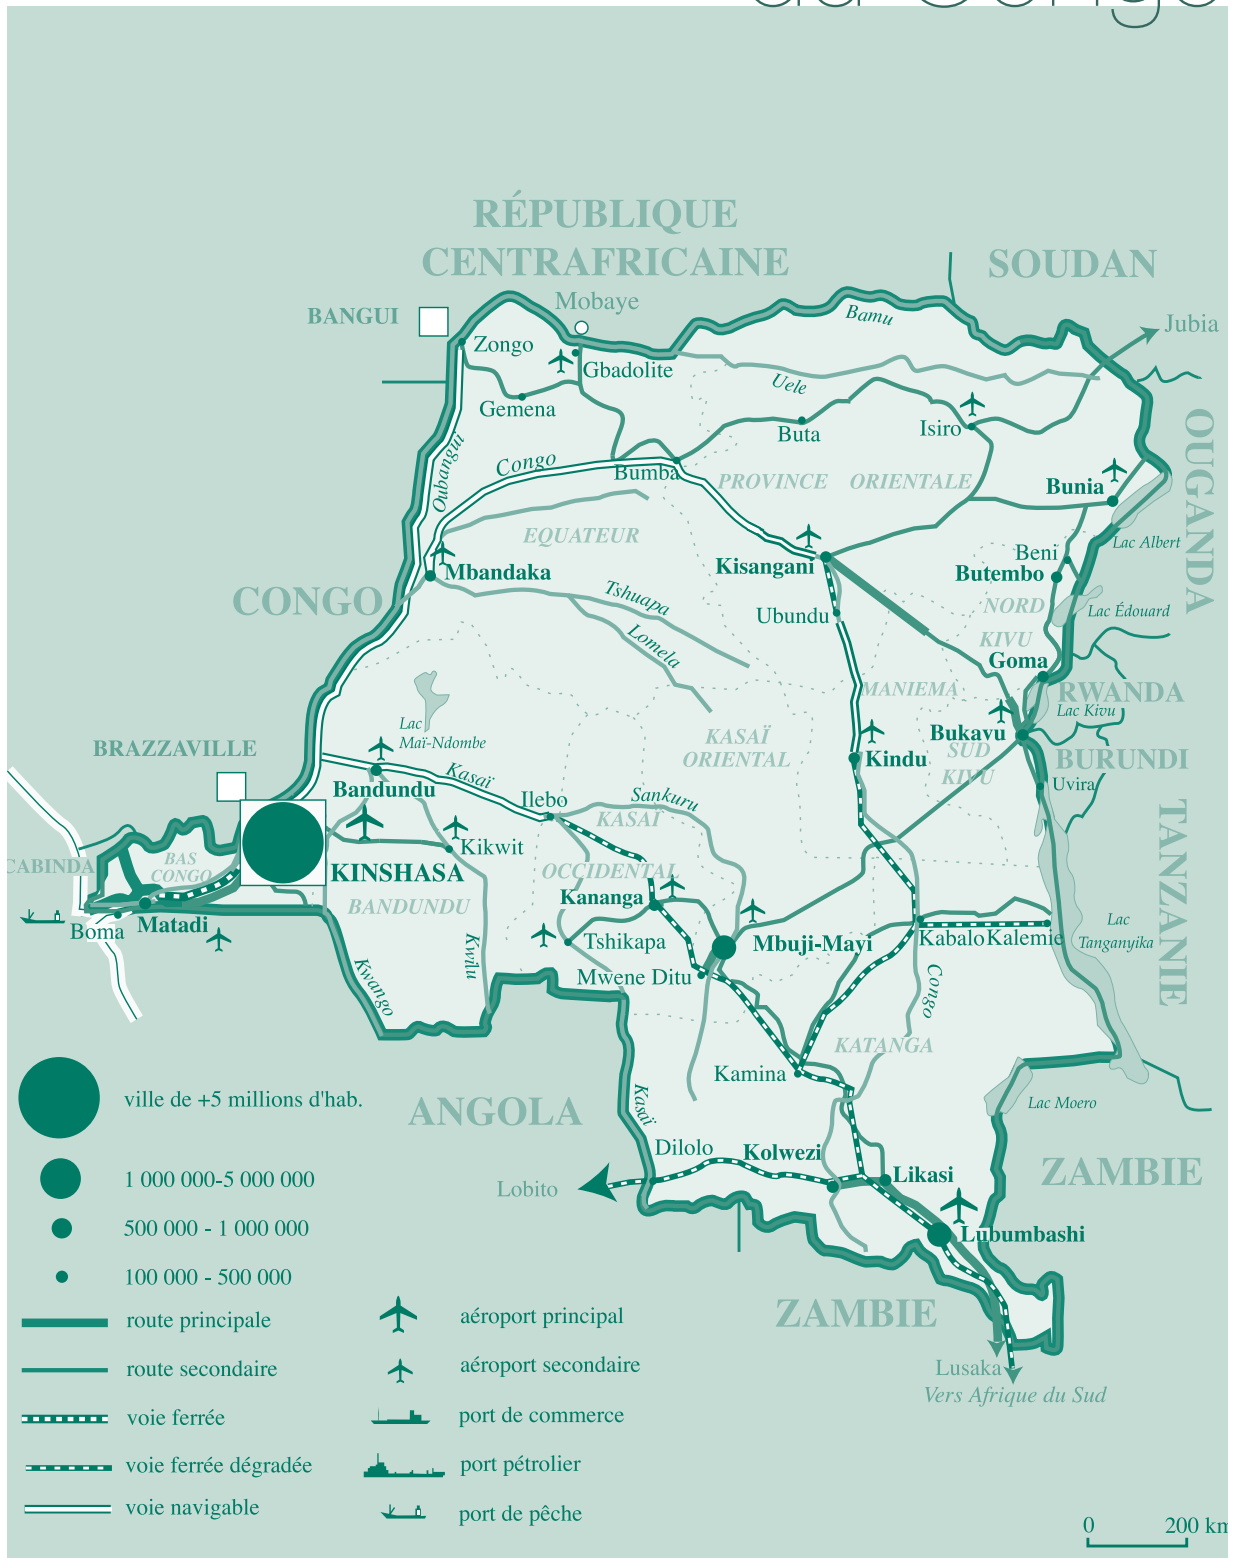 du Congo
RÉPUBLIQUE
CENTRAFRICAINE
SOUDAN
BANGUI
Mobaye
Bamu
Jubia
Zongo
Gbadolite
Uele
Gemena
Buta
Isiro
OUGANDA
Oubangui
Congo
Bumba
PROVINCE ORIENTALE
Bunia
EQUATEUR
Lac Albert
Kisangani
Beni
Butembo
Mbandaka
CONGO
Tshuapa
Ubundu
NORD
KIVU
Lac Édouard
Lomela
Goma
MANIEMA
RWANDA
Lac Kivu
Lac
Maï-Ndombe
BRAZZAVILLE
KASAÏ
ORIENTAL
Bukavu
SUD
KIVU
BURUNDI
Kindu
Bandundu
Kasaï
Ilebo
Sankuru
Uvira
KASAÏ
OCCIDENTAL
TANZANIE
CABINDA
BAS
CONGO
KINSHASA
Kikwit
BANDUNDU
Kananga
Boma
Matadi
Tshikapa
Mbuji-Mayi
Kabalo
Kalemie
Lac
Tanganyika
Kwango
Kwilu
Mwene Ditu
Congo
KATANGA
Kamina
ANGOLA
Kasaï
Lac Moero
Dilolo
Kolwezi
Likasi
ZAMBIE
Lobito
Lubumbashi
ZAMBIE
Lusaka
Vers Afrique du Sud
ville de +5 millions d'hab.
1 000 000-5 000 000
500 000 - 1 000 000
100 000 - 500 000
route principale
route secondaire
voie ferrée
voie ferrée dégradée
voie navigable
aéroport principal
aéroport secondaire
port de commerce
port pétrolier
port de pêche
0 200 km